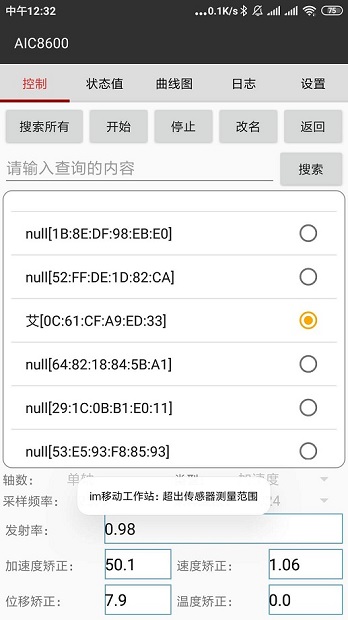 中午12:32 ...0.1K/s 75
AIC8600
控制 状态值 曲线图 日志 设置
搜索所有 开始 停止 改名 返回
请输入查询的内容 搜索
null[1B:8E:DF:98:EB:E0]
null[52:FF:DE:1D:82:CA]
艾[0C:61:CF:A9:ED:33]
null[64:82:18:84:5B:A1]
null[29:1C:0B:B1:E0:11]
null[53:E5:93:F8:85:93]
轴数: 单轴 类型: 加速度
im移动工作站: 超出传感器测量范围
采样频率:
发射率: 0.98
加速度矫正: 50.1 速度矫正: 1.06
位移矫正: 7.9 温度矫正: 0.0